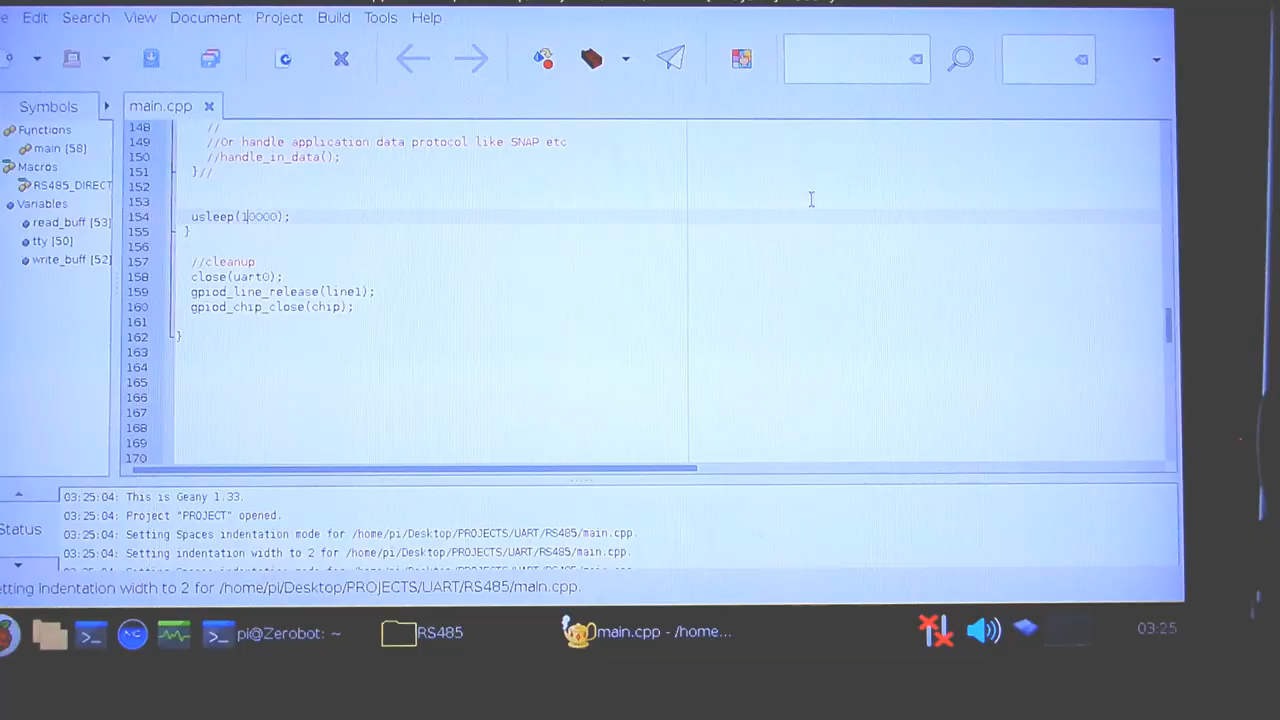 Edit Search View Document Project Build Tools Help
Symbols
main.cpp
Functions
main [58]
Macros
RS485_DIRECT
Variables
read_buff [53]
tty [50]
write_buff [52]
148 //
149 //Or handle application data protocol like SNAP etc
150 //handle_in_data();
151 }//
152
153
154 usleep(10000);
155 }
156
157 //cleanup
158 close(uart0);
159 gpiod_line_release(line1);
160 gpiod_chip_close(chip);
161
162 }
163
164
165
166
167
168
169
170
Status
03:25:04: This is Geany 1.33.
03:25:04: Project "PROJECT" opened.
03:25:04: Setting Spaces indentation mode for /home/pi/Desktop/PROJECTS/UART/RS485/main.cpp.
03:25:04: Setting indentation width to 2 for /home/pi/Desktop/PROJECTS/UART/RS485/main.cpp.
etting indentation width to 2 for /home/pi/Desktop/PROJECTS/UART/RS485/main.cpp.
pi@Zerobot: ~
RS485
main.cpp - /home...
03:25